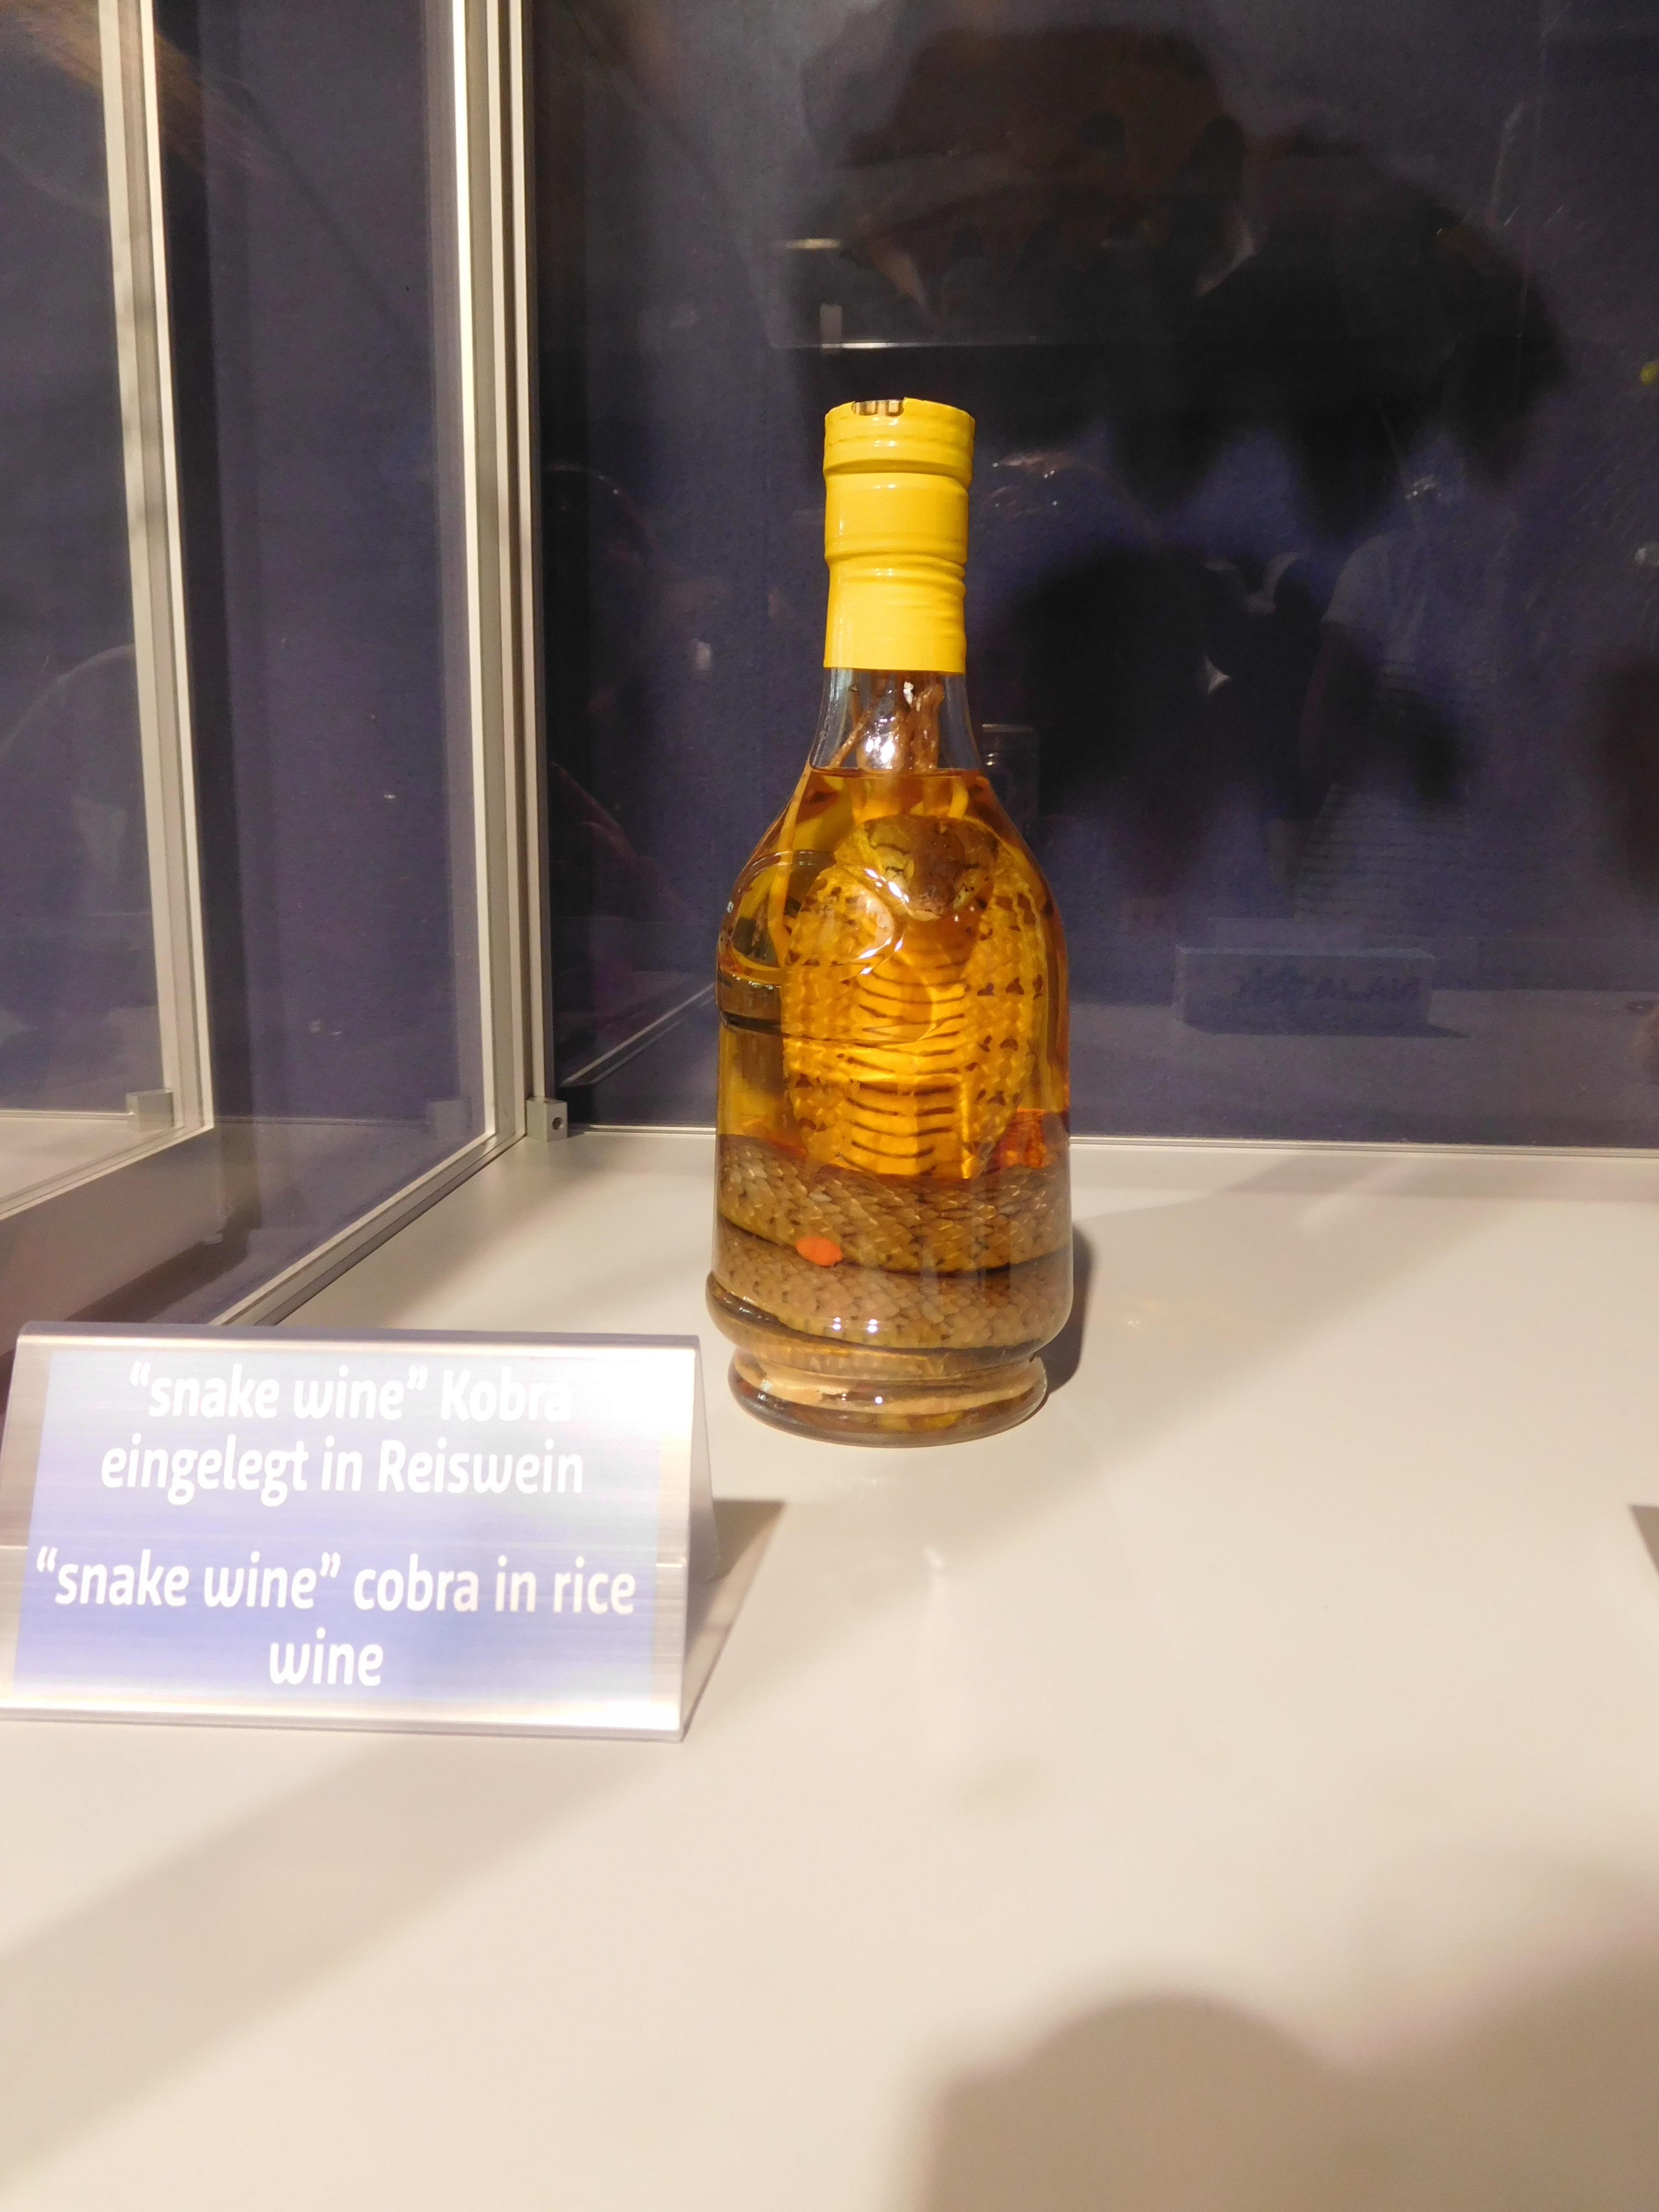 “snake wine” Kobra
eingelegt in Reiswein
“snake wine” cobra in rice
wine